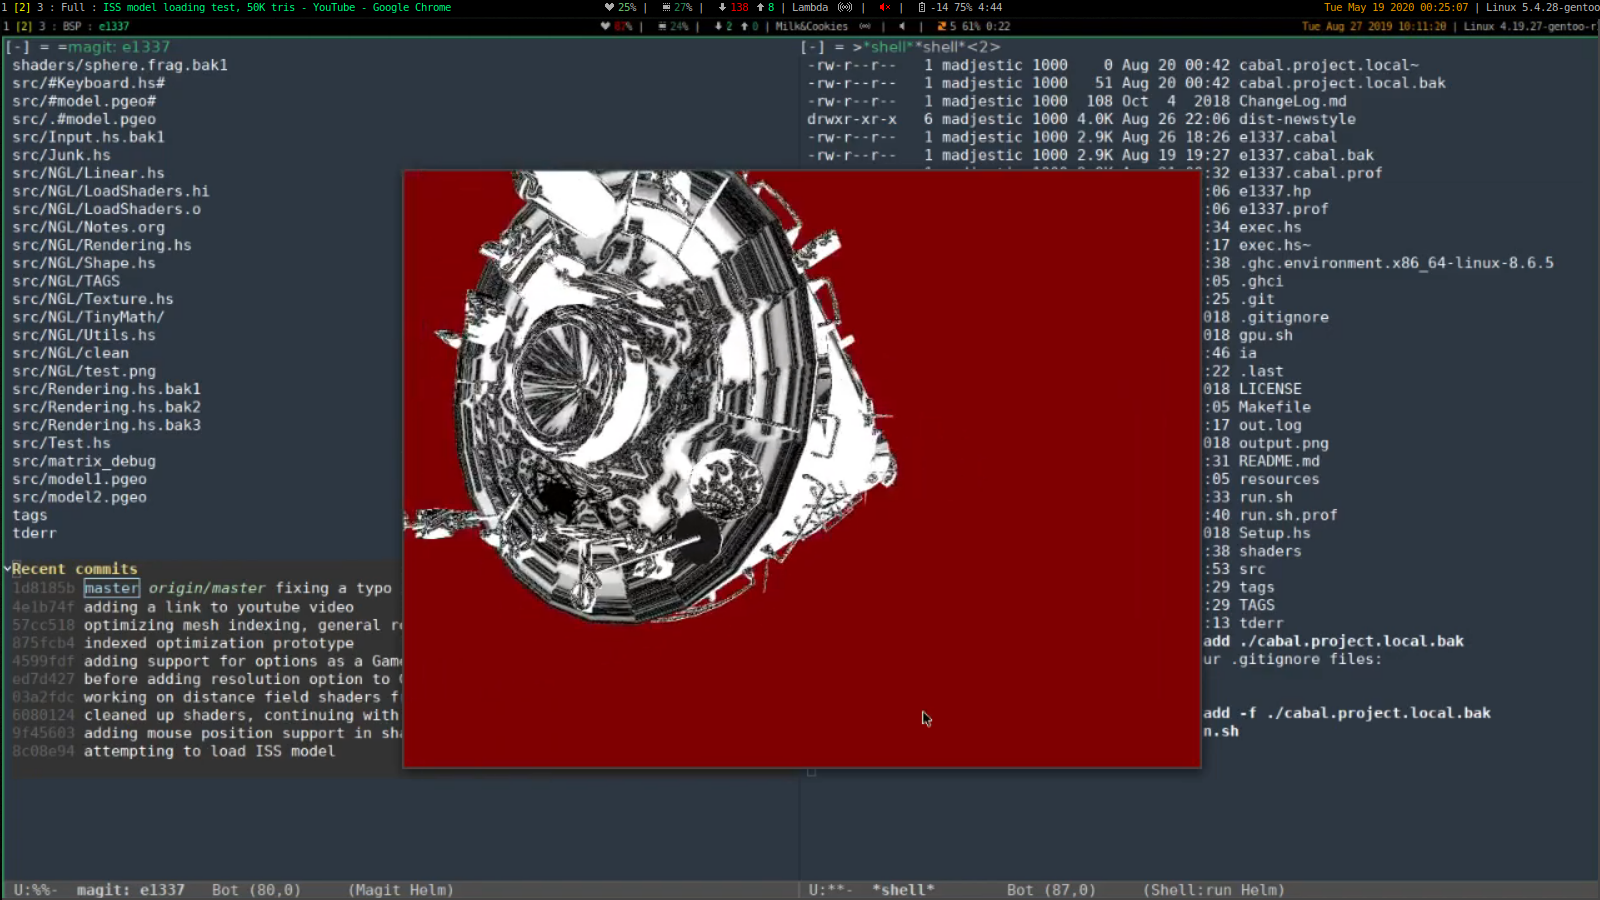 1 [2] 3 : Full : ISS model loading test, 50K tris - YouTube - Google Chrome 25% | 27% | 138 8 | Lambda | | -14 75% 4:44 Tue May 19 2020 00:25:07 | Linux 5.4.28-gentoo
1 [2] 3 : BSP : e1337 | 24% | 2 0 | Milk&Cookies | | 5 61% 0:22 Tue Aug 27 2019 10:11:20 | Linux 4.19.27-gentoo-r
[-] = =magit: e1337
shaders/sphere.frag.bak1
src/#Keyboard.hs#
src/#model.pgeo#
src/.#model.pgeo
src/Input.hs.bak1
src/Junk.hs
src/NGL/Linear.hs
src/NGL/LoadShaders.hi
src/NGL/LoadShaders.o
src/NGL/Notes.org
src/NGL/Rendering.hs
src/NGL/Shape.hs
src/NGL/TAGS
src/NGL/Texture.hs
src/NGL/TinyMath/
src/NGL/Utils.hs
src/NGL/clean
src/NGL/test.png
src/Rendering.hs.bak1
src/Rendering.hs.bak2
src/Rendering.hs.bak3
src/Test.hs
src/matrix_debug
src/model1.pgeo
src/model2.pgeo
tags
tderr
Recent commits
1d8185b master origin/master fixing a typo
4e1b74f adding a link to youtube video
57cc518 optimizing mesh indexing, general r
875fcb4 indexed optimization prototype
4599fdf adding support for options as a Gam
ed7d427 before adding resolution option to
03a2fdc working on distance field shaders f
6080124 cleaned up shaders, continuing with
9f45603 adding mouse position support in sh
8c08e94 attempting to load ISS model
U:%%- magit: e1337 Bot (80,0) (Magit Helm)
[-] = >*shell**shell*<2>
-rw-r--r-- 1 madjestic 1000 0 Aug 20 00:42 cabal.project.local~
-rw-r--r-- 1 madjestic 1000 51 Aug 20 00:42 cabal.project.local.bak
-rw-r--r-- 1 madjestic 1000 108 Oct 4 2018 ChangeLog.md
drwxr-xr-x 6 madjestic 1000 4.0K Aug 26 22:06 dist-newstyle
-rw-r--r-- 1 madjestic 1000 2.9K Aug 26 18:26 e1337.cabal
-rw-r--r-- 1 madjestic 1000 2.9K Aug 19 19:27 e1337.cabal.bak
:32 e1337.cabal.prof
:06 e1337.hp
:06 e1337.prof
:34 exec.hs
:17 exec.hs~
:38 .ghc.environment.x86_64-linux-8.6.5
:05 .ghci
:25 .git
018 .gitignore
018 gpu.sh
:46 ia
:22 .last
018 LICENSE
:05 Makefile
:17 out.log
018 output.png
:31 README.md
:05 resources
:33 run.sh
:40 run.sh.prof
018 Setup.hs
:38 shaders
:53 src
:29 tags
:29 TAGS
:13 tderr
add ./cabal.project.local.bak
ur .gitignore files:
add -f ./cabal.project.local.bak
n.sh
U:**- *shell* Bot (87,0) (Shell:run Helm)